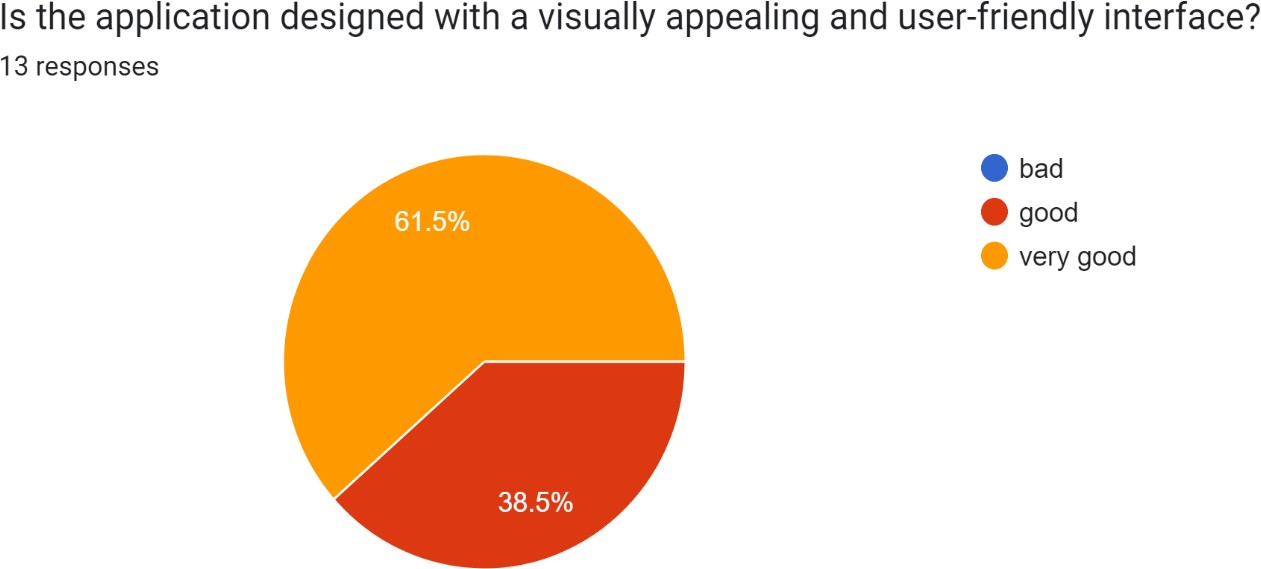 Is the application designed with a visually appealing and user-friendly interface?
13 responses
61.5%
38.5%
bad
good
very good